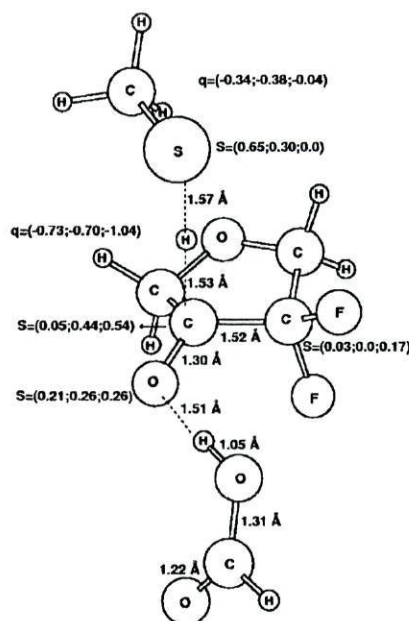 H
H
C
H
q=(-0.34;-0.38;-0.04)
S
S=(0.65;0.30;0.0)
1.57 Å
q=(-0.73;-0.70;-1.04)
H
O
C
H
H
H
1.53 Å
C
S=(0.05;0.44;0.54)
C
1.52 Å
C
F
H
1.30 Å
S=(0.03;0.0;0.17)
S=(0.21;0.26;0.26)
O
1.51 Å
F
H
1.05 Å
O
1.31 Å
1.22 Å
C
O
H